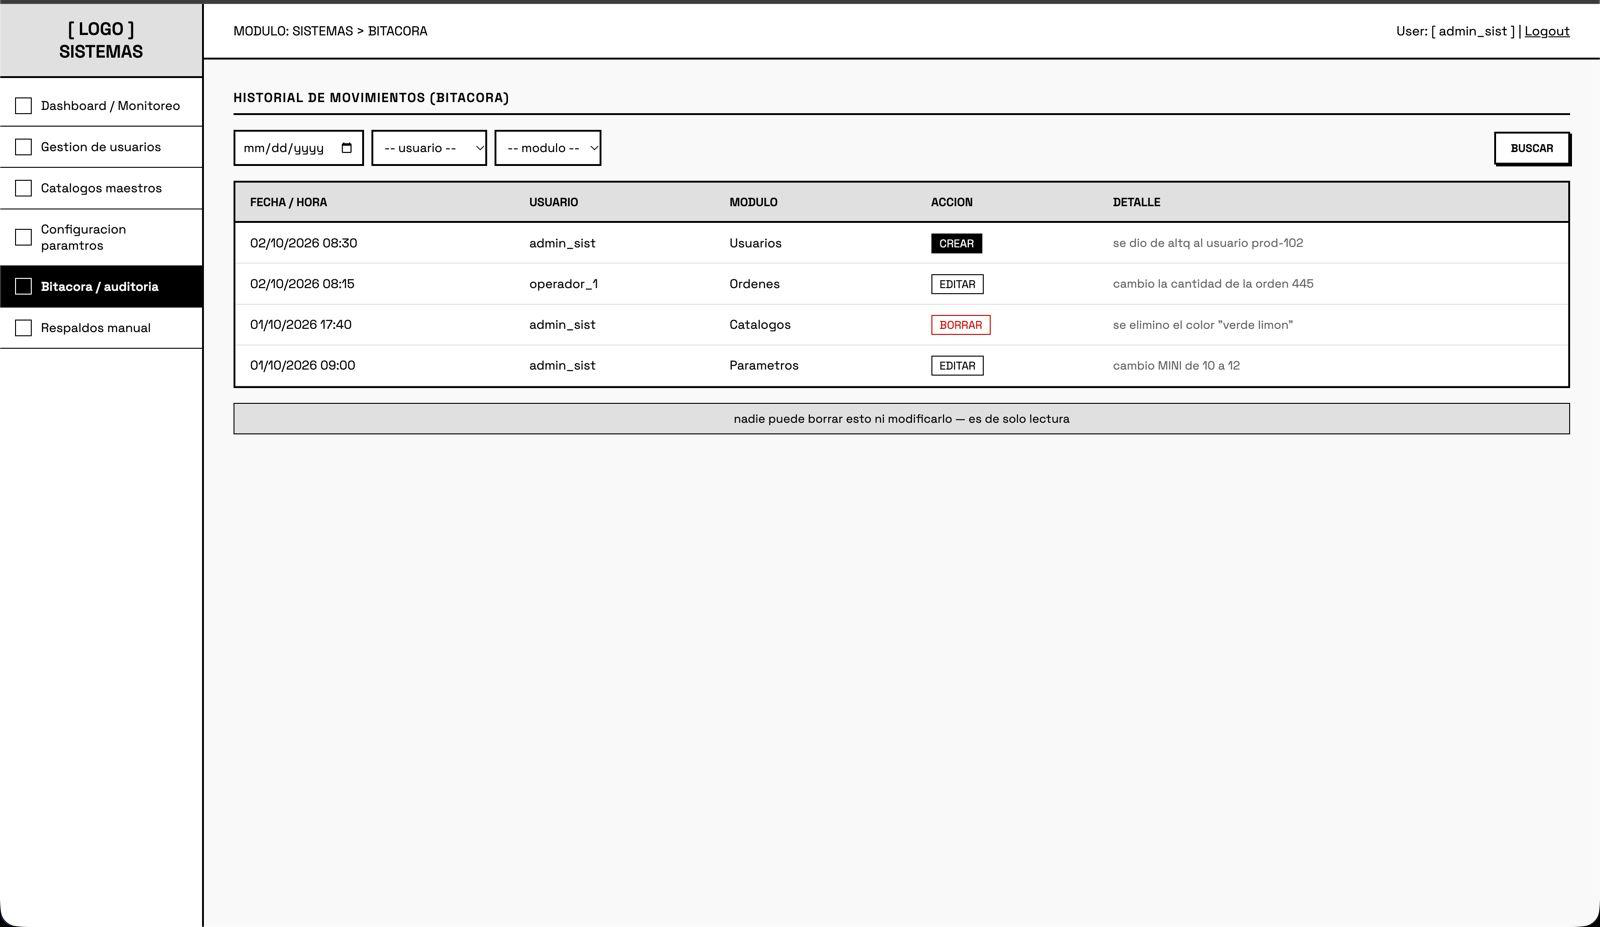 [ LOGO ]
SISTEMAS
Dashboard / Monitoreo
Gestion de usuarios
Catalogos maestros
Configuracion
paramtros
Bitacora / auditoria
Respaldos manual
MODULO: SISTEMAS > BITACORA
User: [ admin_sist ] | Logout
HISTORIAL DE MOVIMIENTOS (BITACORA)
mm/dd/yyyy -- usuario -- -- modulo -- BUSCAR
FECHA / HORA USUARIO MODULO ACCION DETALLE
02/10/2026 08:30 admin_sist Usuarios CREAR se dio de altq al usuario prod-102
02/10/2026 08:15 operador_1 Ordenes EDITAR cambio la cantidad de la orden 445
01/10/2026 17:40 admin_sist Catalogos BORRAR se elimino el color "verde limon"
01/10/2026 09:00 admin_sist Parametros EDITAR cambio MINI de 10 a 12
nadie puede borrar esto ni modificarlo — es de solo lectura